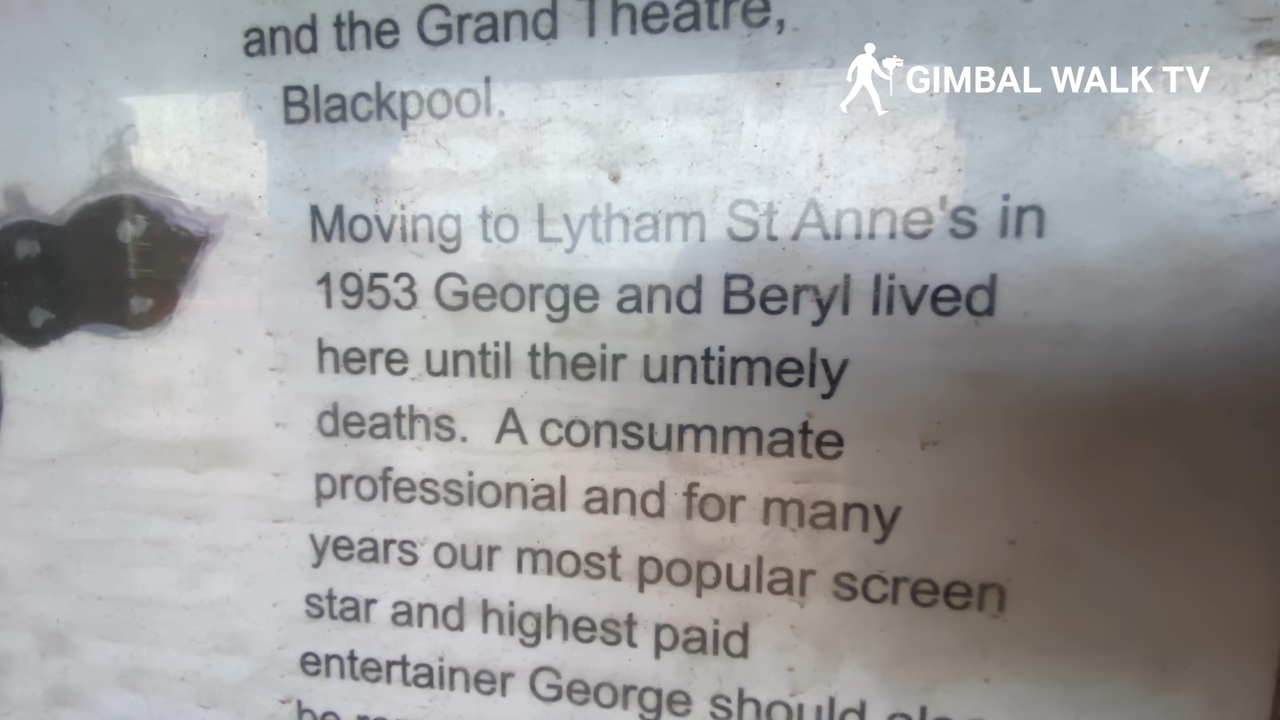 and the Grand Theatre,
GIMBAL WALK TV
Blackpool.
Moving to Lytham St Anne's in
1953 George and Beryl lived
here until their untimely
deaths. A consummate
professional and for many
years our most popular screen
star and highest paid
entertainer George should also
be